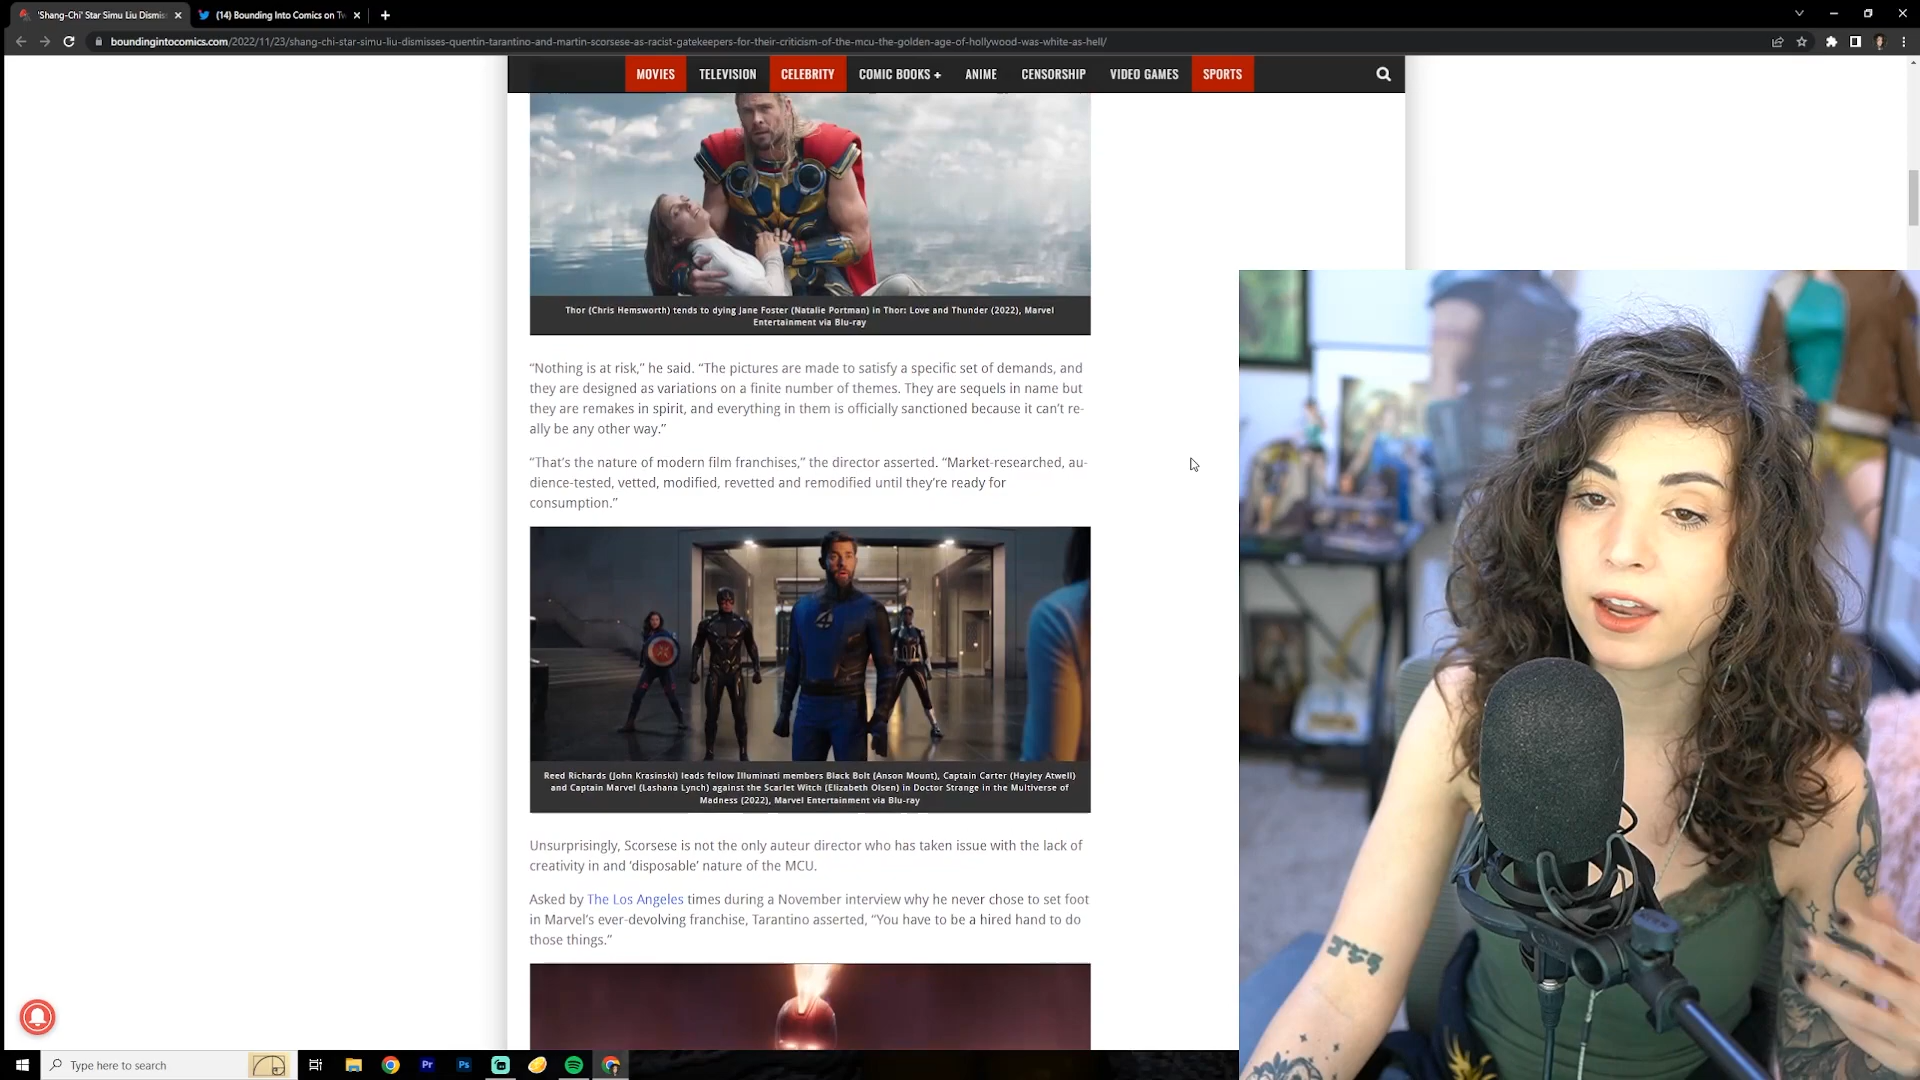 'Shang-Chi' Star Simu Liu Dismis
(14) Bounding Into Comics on Tw
boundingintocomics.com/2022/11/23/shang-chi-star-simu-liu-dismisses-quentin-tarantino-and-martin-scorsese-as-racist-gatekeepers-for-their-criticism-of-the-mcu-the-golden-age-of-hollywood-was-white-as-hell/
MOVIES TELEVISION CELEBRITY COMIC BOOKS + ANIME CENSORSHIP VIDEO GAMES SPORTS
Thor (Chris Hemsworth) tends to dying Jane Foster (Natalie Portman) in Thor: Love and Thunder (2022), Marvel
Entertainment via Blu-ray
“Nothing is at risk,” he said. “The pictures are made to satisfy a specific set of demands, and
they are designed as variations on a finite number of themes. They are sequels in name but
they are remakes in spirit, and everything in them is officially sanctioned because it can’t re-
ally be any other way.”
“That’s the nature of modern film franchises,” the director asserted. “Market-researched, au-
dience-tested, vetted, modified, revetted and remodified until they’re ready for
consumption.”
4
Reed Richards (John Krasinski) leads fellow Illuminati members Black Bolt (Anson Mount), Captain Carter (Hayley Atwell)
and Captain Marvel (Lashana Lynch) against the Scarlet Witch (Elizabeth Olsen) in Doctor Strange in the Multiverse of
Madness (2022), Marvel Entertainment via Blu-ray
Unsurprisingly, Scorsese is not the only auteur director who has taken issue with the lack of
creativity in and ‘disposable’ nature of the MCU.
Asked by The Los Angeles times during a November interview why he never chose to set foot
in Marvel’s ever-devolving franchise, Tarantino asserted, “You have to be a hired hand to do
those things.”
Type here to search
Pr
Ps